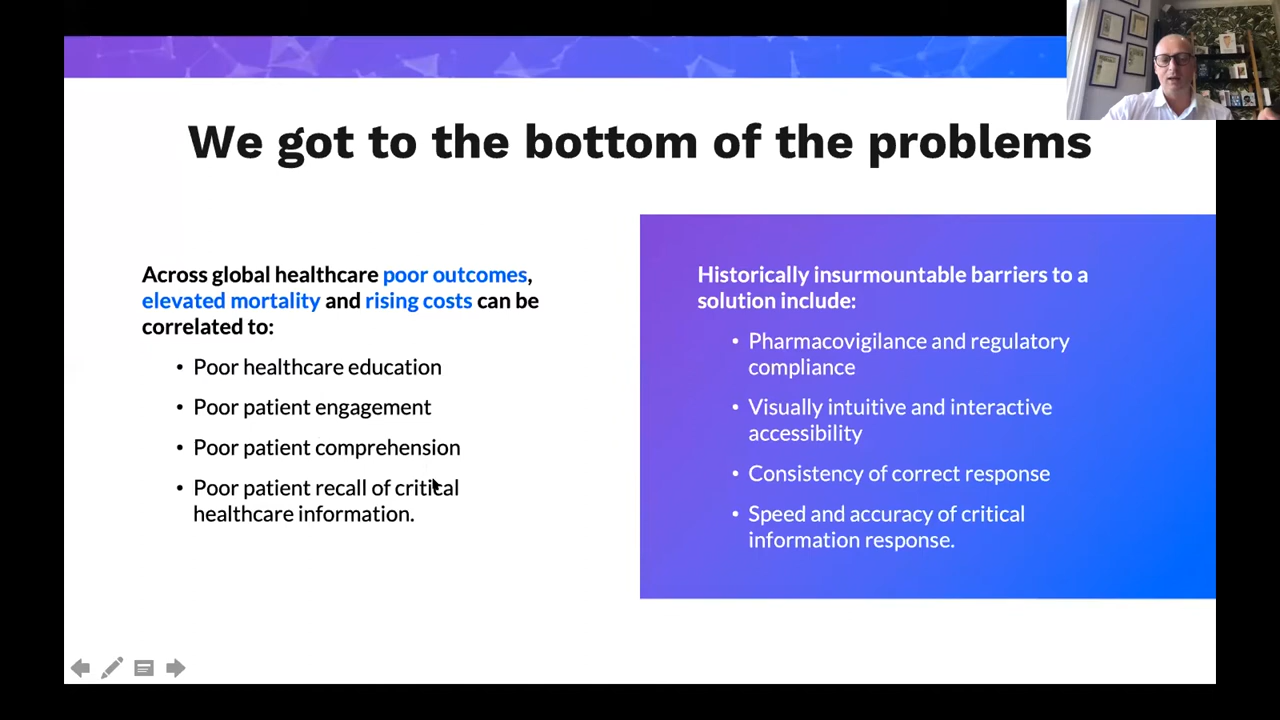 We got to the bottom of the problems
Across global healthcare poor outcomes,
elevated mortality and rising costs can be
correlated to:
• Poor healthcare education
• Poor patient engagement
• Poor patient comprehension
• Poor patient recall of critical
healthcare information.
Historically insurmountable barriers to a
solution include:
• Pharmacovigilance and regulatory
compliance
• Visually intuitive and interactive
accessibility
• Consistency of correct response
• Speed and accuracy of critical
information response.